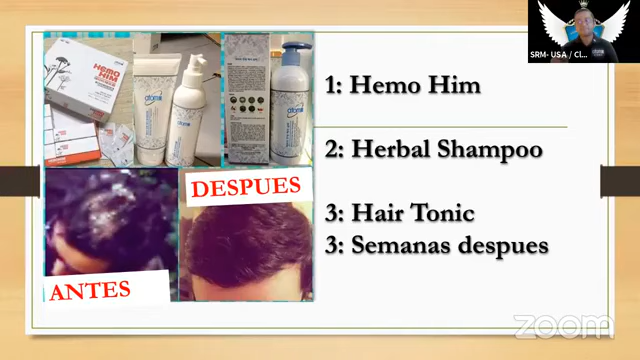 HEMO
HIM
atomy
atomy
1: Hemo Him
2: Herbal Shampoo
3: Hair Tonic
3: Semanas despues
DESPUES
ANTES
SRM- USA / Cl...
zoom